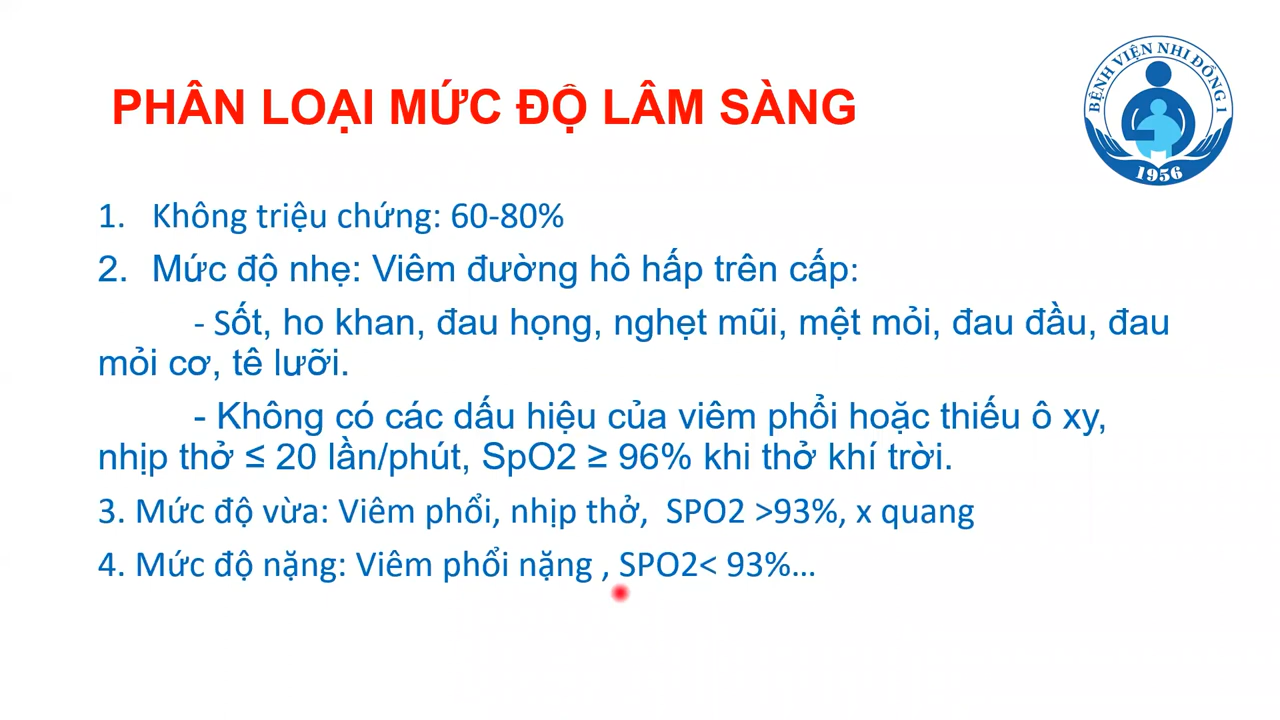 PHÂN LOẠI MỨC ĐỘ LÂM SÀNG
BỆNH VIỆN NHI ĐỒNG 1
1956
1. Không triệu chứng: 60-80%
2. Mức độ nhẹ: Viêm đường hô hấp trên cấp:
- Sốt, ho khan, đau họng, nghẹt mũi, mệt mỏi, đau đầu, đau
mỏi cơ, tê lưỡi.
- Không có các dấu hiệu của viêm phổi hoặc thiếu ô xy,
nhịp thở ≤ 20 lần/phút, SpO2 ≥ 96% khi thở khí trời.
3. Mức độ vừa: Viêm phổi, nhịp thở, SPO2 >93%, x quang
4. Mức độ nặng: Viêm phổi nặng , SPO2< 93%...